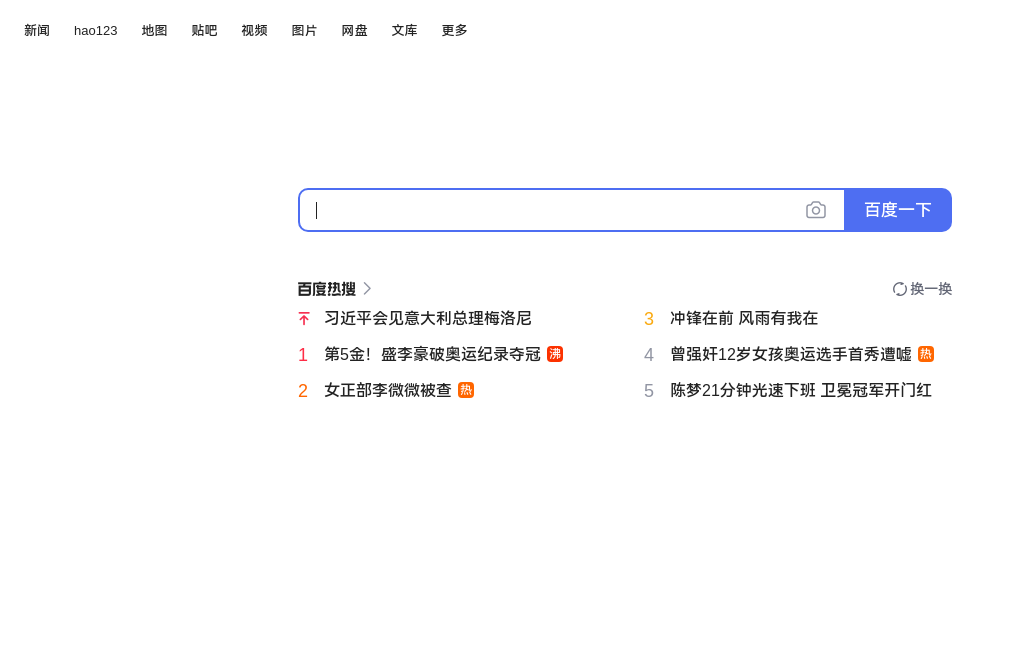 新闻 hao123 地图 贴吧 视频 图片 网盘 文库 更多
百度一下
百度热搜 换一换
习近平会见意大利总理梅洛尼
3 冲锋在前 风雨有我在
1 第5金！盛李豪破奥运纪录夺冠 沸
4 曾强奸12岁女孩奥运选手首秀遭嘘 热
2 女正部李微微被查 热
5 陈梦21分钟光速下班 卫冕冠军开门红